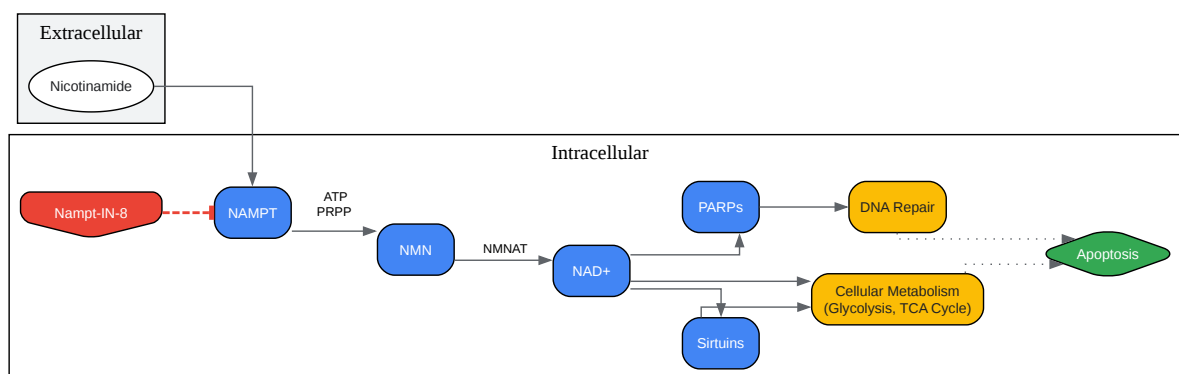 Extracellular
Nicotinamide
Intracellular
Nampt-IN-8
NAMPT
ATP
PRPP
NMN
NMNAT
NAD+
PARPs
DNA Repair
Apoptosis
Cellular Metabolism
(Glycolysis, TCA Cycle)
Sirtuins